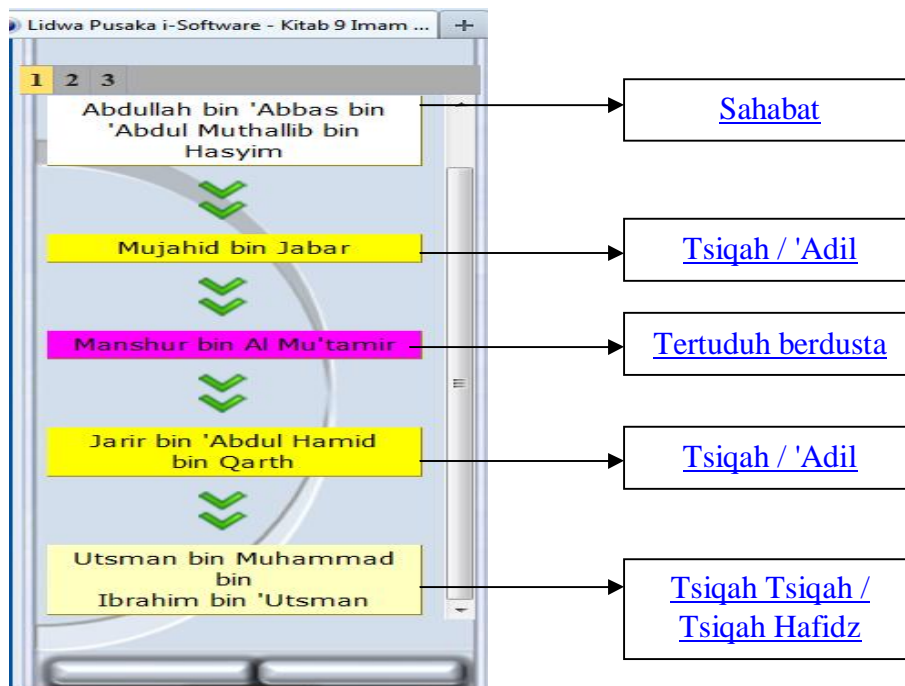 Lidwa Pusaka i-Software - Kitab 9 Imam ...
1 2 3
Abdullah bin 'Abbas bin
'Abdul Muthallib bin
Hasyim
Sahabat
Mujahid bin Jabar
Tsiqah / 'Adil
Manshur bin Al Mu'tamir
Tertuduh berdusta
Jarir bin 'Abdul Hamid
bin Qarth
Tsiqah / 'Adil
Utsman bin Muhammad
bin
Ibrahim bin 'Utsman
Tsiqah Tsiqah /
Tsiqah Hafidz